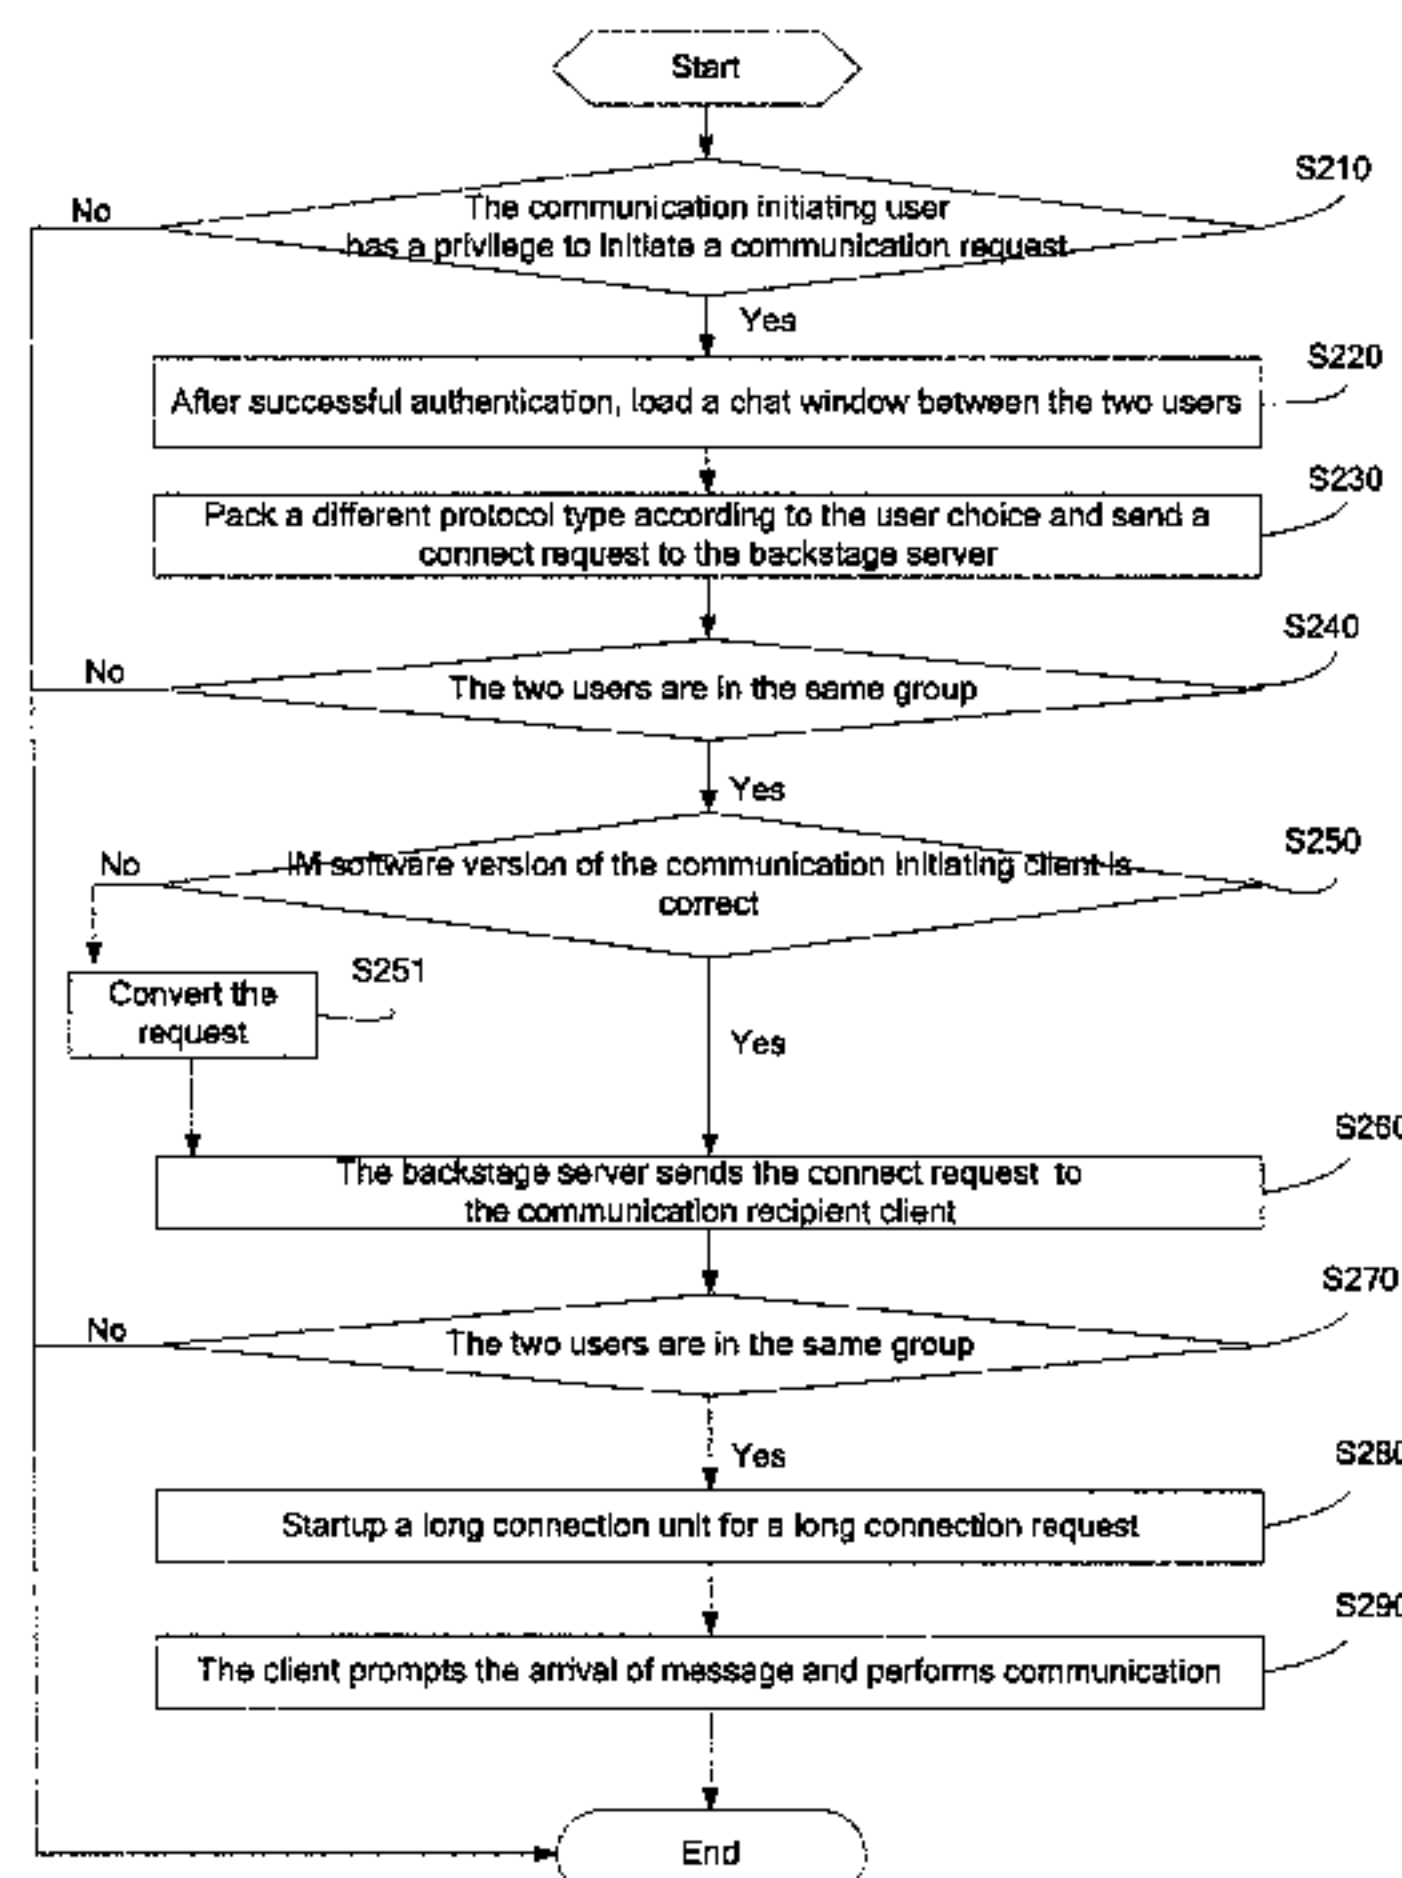 Start
S210
No
The communication initiating user
has a privilege to initiate a communication request
Yes
S220
After successful authentication, load a chat window between the two users
S230
Pack a different protocol type according to the user choice and send a
connect request to the backstage server
S240
No
The two users are in the same group
Yes
S250
No
IM software version of the communication initiating client is
correct
S251
Convert the
request
Yes
S260
The backstage server sends the connect request to
the communication recipient client
S270
No
The two users are in the same group
Yes
S280
Startup a long connection unit for a long connection request
S290
The client prompts the arrival of message and performs communication
End